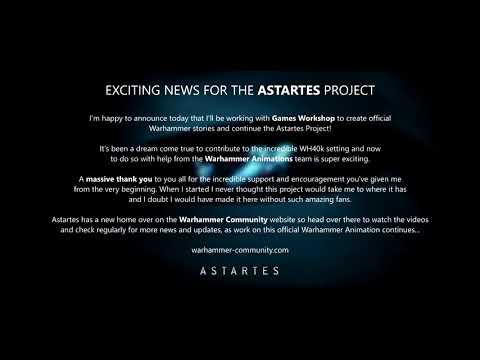 EXCITING NEWS FOR THE ASTARTES PROJECT
I'm happy to announce today that I'll be working with Games Workshop to create official
Warhammer stories and continue the Astartes Project!
It's been a dream come true to contribute to the incredible WH40k setting and now
to do so with help from the Warhammer Animations team is super exciting.
A massive thank you to you all for the incredible support and encouragement you've given me
from the very beginning. When I started I never thought this project would take me to where it has
and I doubt I would have made it here without such amazing fans.
Astartes has a new home over on the Warhammer Community website so head over there to watch the videos
and check regularly for more news and updates, as work on this official Warhammer Animation continues...
warhammer-community.com
ASTARTES